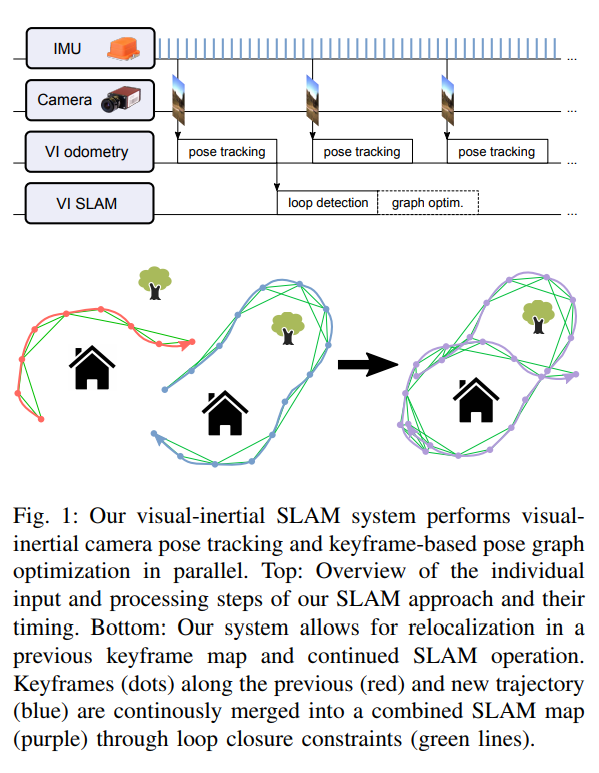 IMU
...
Camera
...
VI odometry
pose tracking
pose tracking
pose tracking
...
VI SLAM
loop detection
graph optim.
...
Fig. 1: Our visual-inertial SLAM system performs visual-
inertial camera pose tracking and keyframe-based pose graph
optimization in parallel. Top: Overview of the individual
input and processing steps of our SLAM approach and their
timing. Bottom: Our system allows for relocalization in a
previous keyframe map and continued SLAM operation.
Keyframes (dots) along the previous (red) and new trajectory
(blue) are continously merged into a combined SLAM map
(purple) through loop closure constraints (green lines).